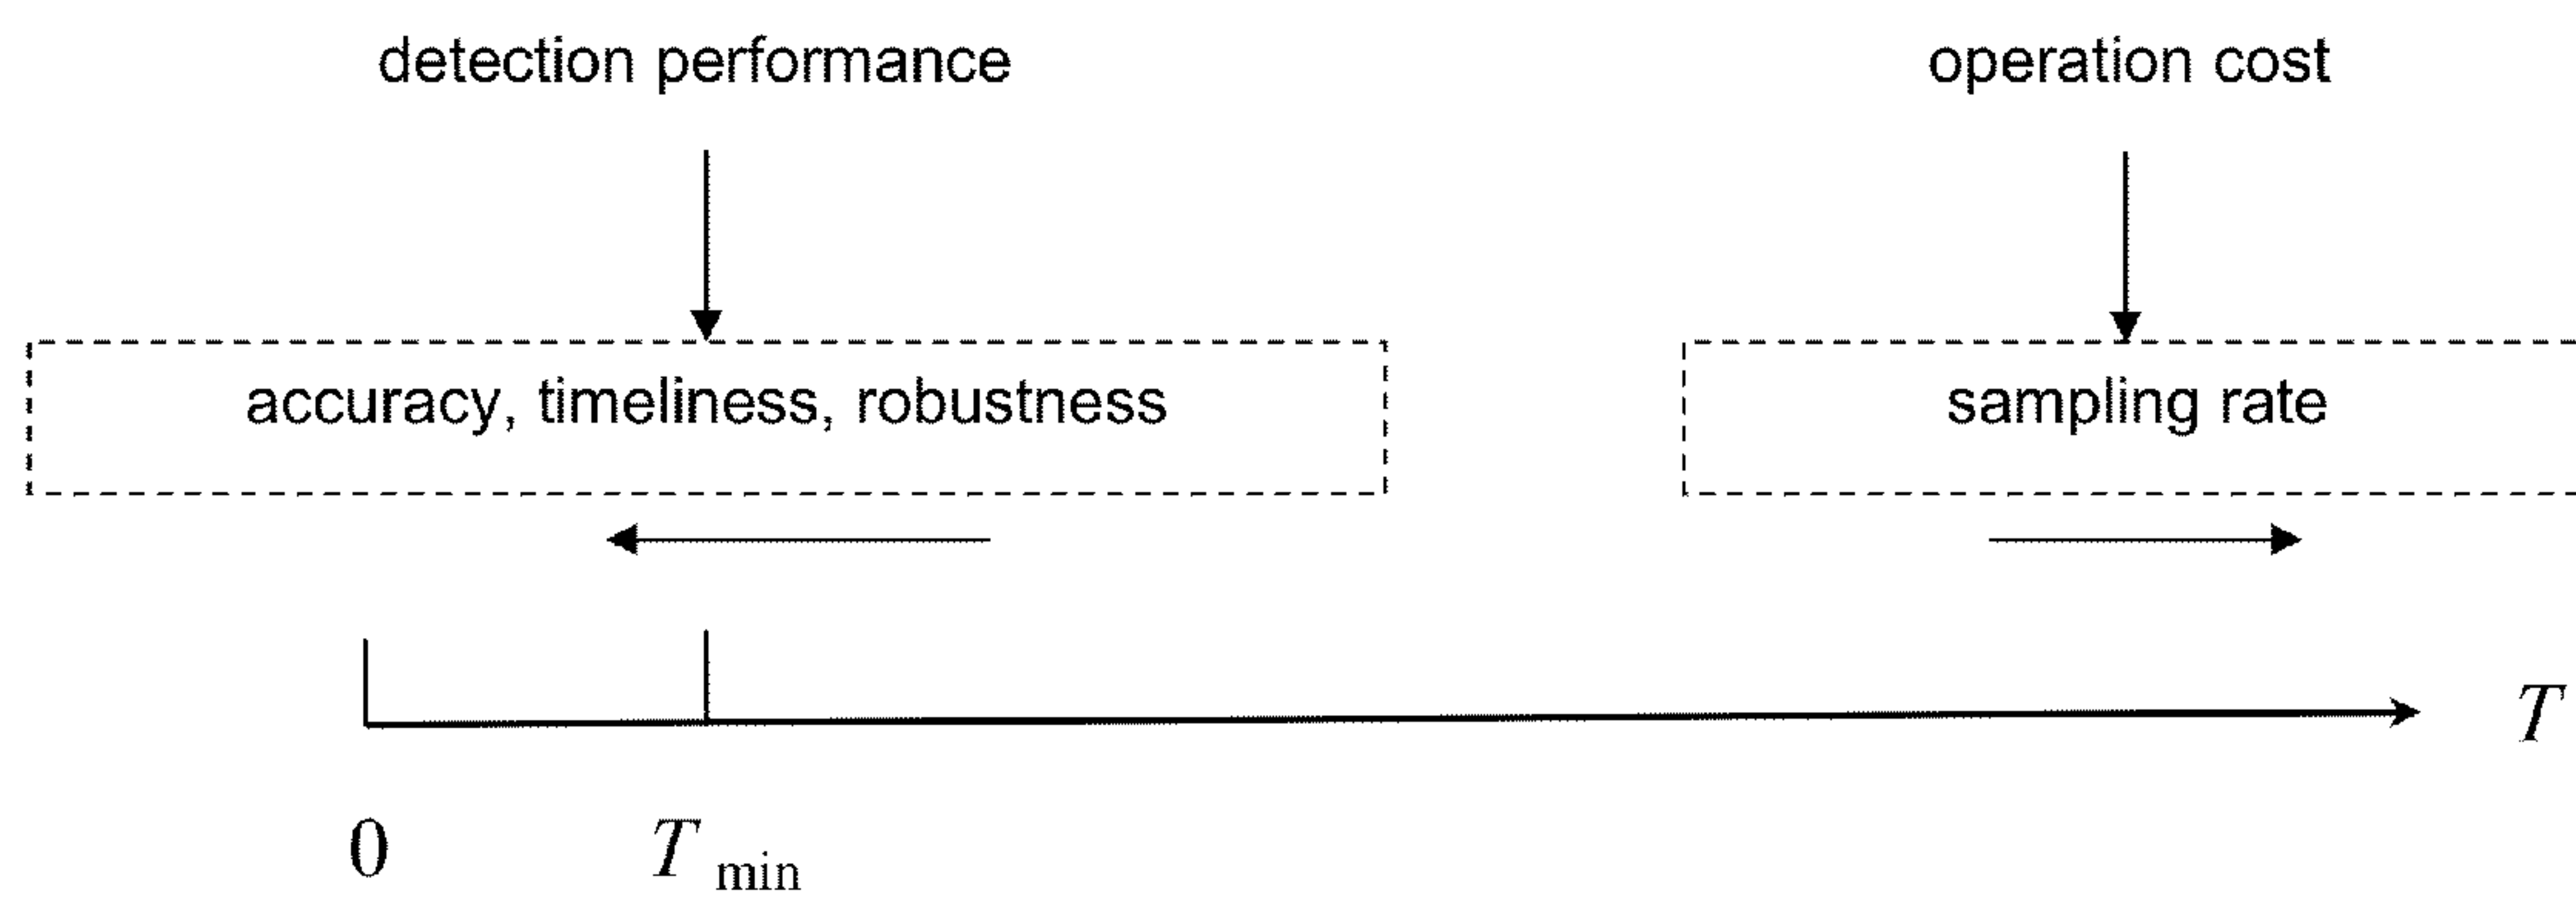 detection performance
operation cost
accuracy, timeliness, robustness
sampling rate
T
0
T min